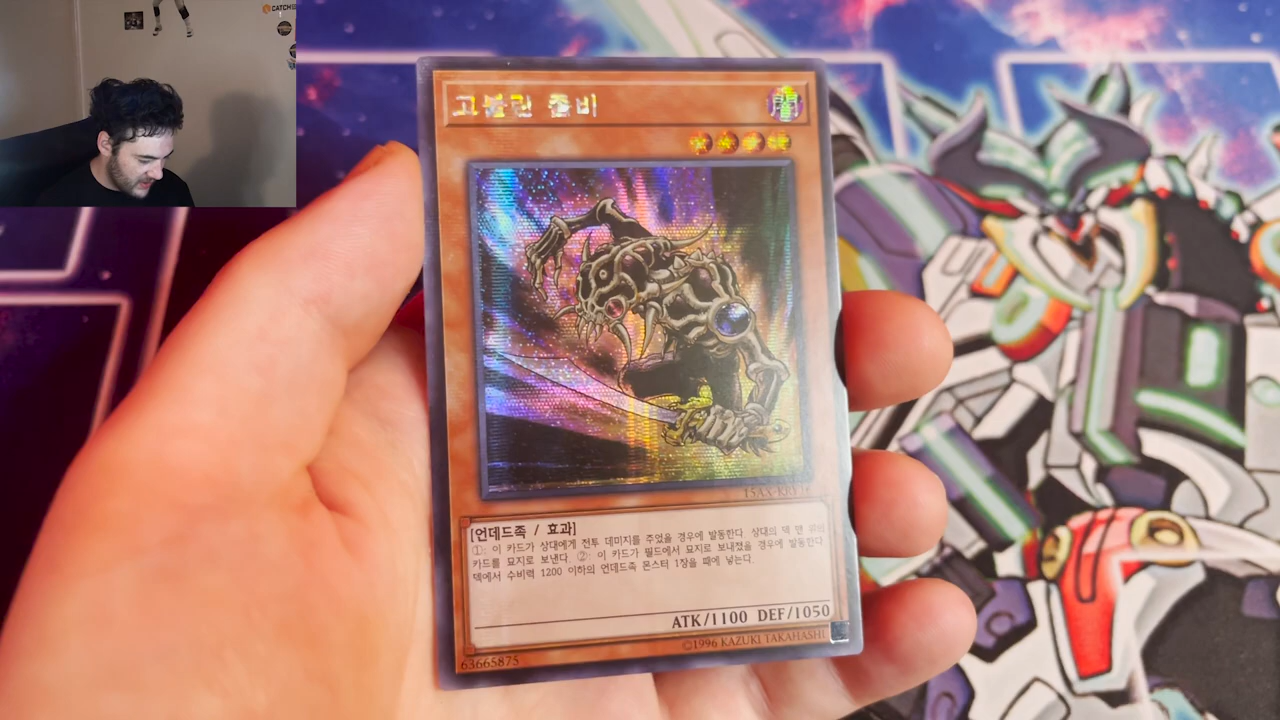 CATCH
고블린 좀비
闇
15AX-KR
[언데드족 / 효과]
①: 이 카드가 상대에게 전투 데미지를 주었을 경우에 발동한다. 상대의 덱 맨 위의
카드를 묘지로 보낸다. ②: 이 카드가 필드에서 묘지로 보내졌을 경우에 발동한다.
덱에서 수비력 1200 이하의 언데드족 몬스터 1장을 패에 넣는다.
ATK/1100 DEF/1050
63665875
©1996 KAZUKI TAKAHASHI